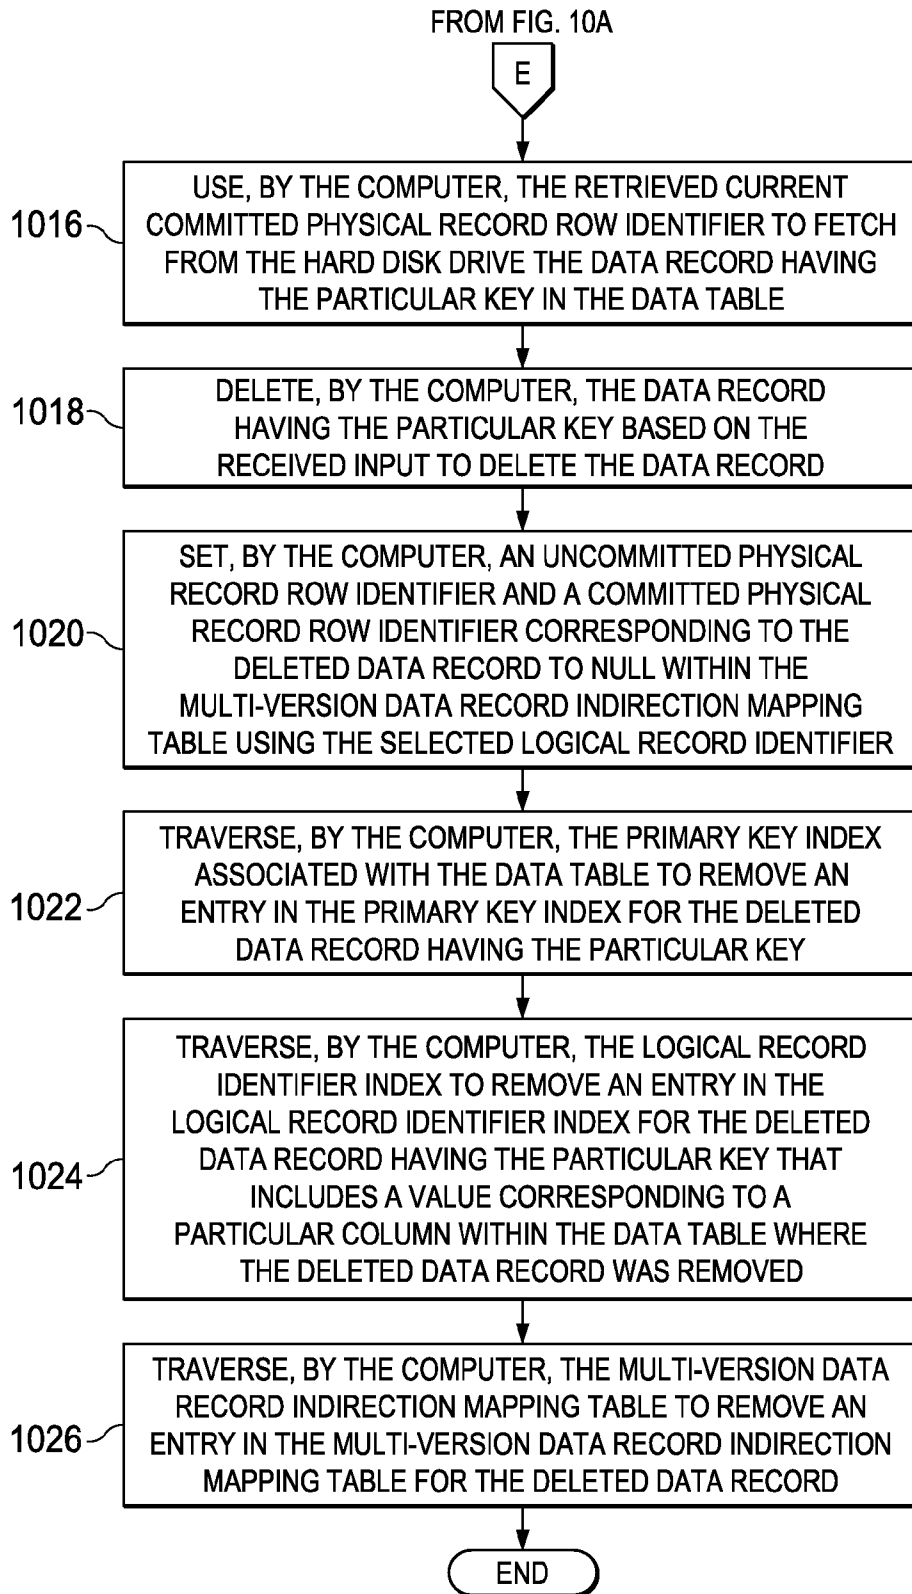 FROM FIG. 10A
E
1016
USE, BY THE COMPUTER, THE RETRIEVED CURRENT
COMMITTED PHYSICAL RECORD ROW IDENTIFIER TO FETCH
FROM THE HARD DISK DRIVE THE DATA RECORD HAVING
THE PARTICULAR KEY IN THE DATA TABLE
1018
DELETE, BY THE COMPUTER, THE DATA RECORD
HAVING THE PARTICULAR KEY BASED ON THE
RECEIVED INPUT TO DELETE THE DATA RECORD
1020
SET, BY THE COMPUTER, AN UNCOMMITTED PHYSICAL
RECORD ROW IDENTIFIER AND A COMMITTED PHYSICAL
RECORD ROW IDENTIFIER CORRESPONDING TO THE
DELETED DATA RECORD TO NULL WITHIN THE
MULTI-VERSION DATA RECORD INDIRECTION MAPPING
TABLE USING THE SELECTED LOGICAL RECORD IDENTIFIER
1022
TRAVERSE, BY THE COMPUTER, THE PRIMARY KEY INDEX
ASSOCIATED WITH THE DATA TABLE TO REMOVE AN
ENTRY IN THE PRIMARY KEY INDEX FOR THE DELETED
DATA RECORD HAVING THE PARTICULAR KEY
1024
TRAVERSE, BY THE COMPUTER, THE LOGICAL RECORD
IDENTIFIER INDEX TO REMOVE AN ENTRY IN THE
LOGICAL RECORD IDENTIFIER INDEX FOR THE DELETED
DATA RECORD HAVING THE PARTICULAR KEY THAT
INCLUDES A VALUE CORRESPONDING TO A
PARTICULAR COLUMN WITHIN THE DATA TABLE WHERE
THE DELETED DATA RECORD WAS REMOVED
1026
TRAVERSE, BY THE COMPUTER, THE MULTI-VERSION DATA
RECORD INDIRECTION MAPPING TABLE TO REMOVE AN
ENTRY IN THE MULTI-VERSION DATA RECORD INDIRECTION
MAPPING TABLE FOR THE DELETED DATA RECORD
END